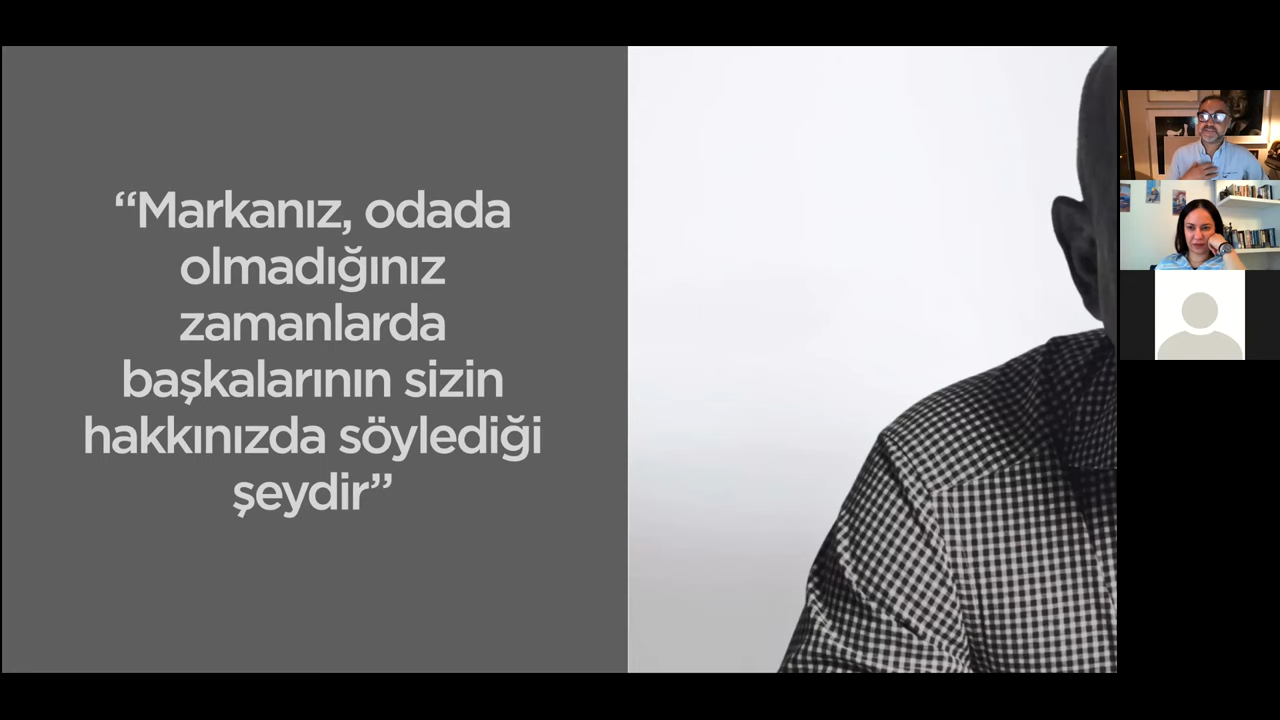 “Markanız, odada
olmadığınız
zamanlarda
başkalarının sizin
hakkınızda söylediği
şeydir”